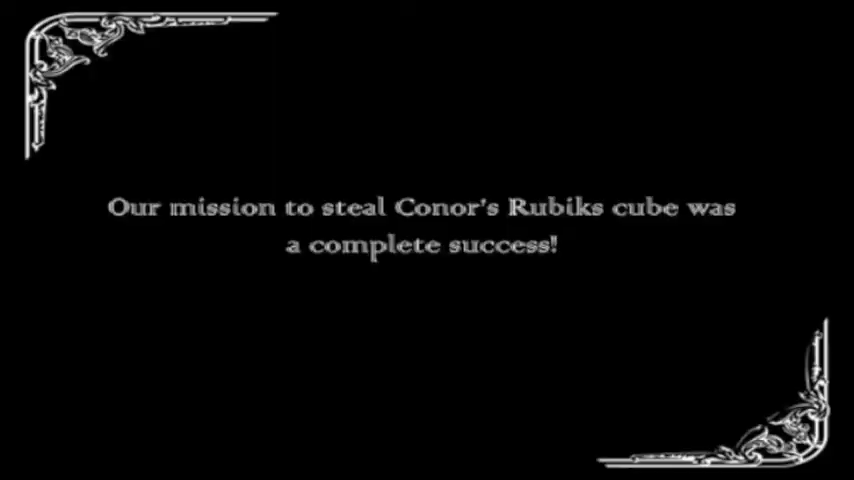 Our mission to steal Conor's Rubiks cube was
a complete success!